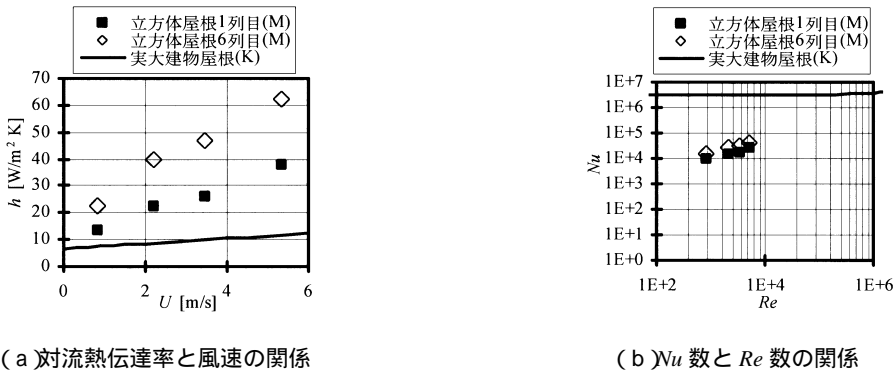 立方体屋根1列目(M)
立方体屋根6列目(M)
実大建物屋根(K)
70
60
50
40
30
20
10
0
h [W/m² K]
0
2
4
6
U [m/s]
(a)対流熱伝達率と風速の関係
立方体屋根1列目(M)
立方体屋根6列目(M)
実大建物屋根(K)
1E+7
1E+6
1E+5
1E+4
1E+3
1E+2
1E+1
1E+0
Nu
1E+2
1E+4
1E+6
Re
(b)Nu 数と Re 数の関係